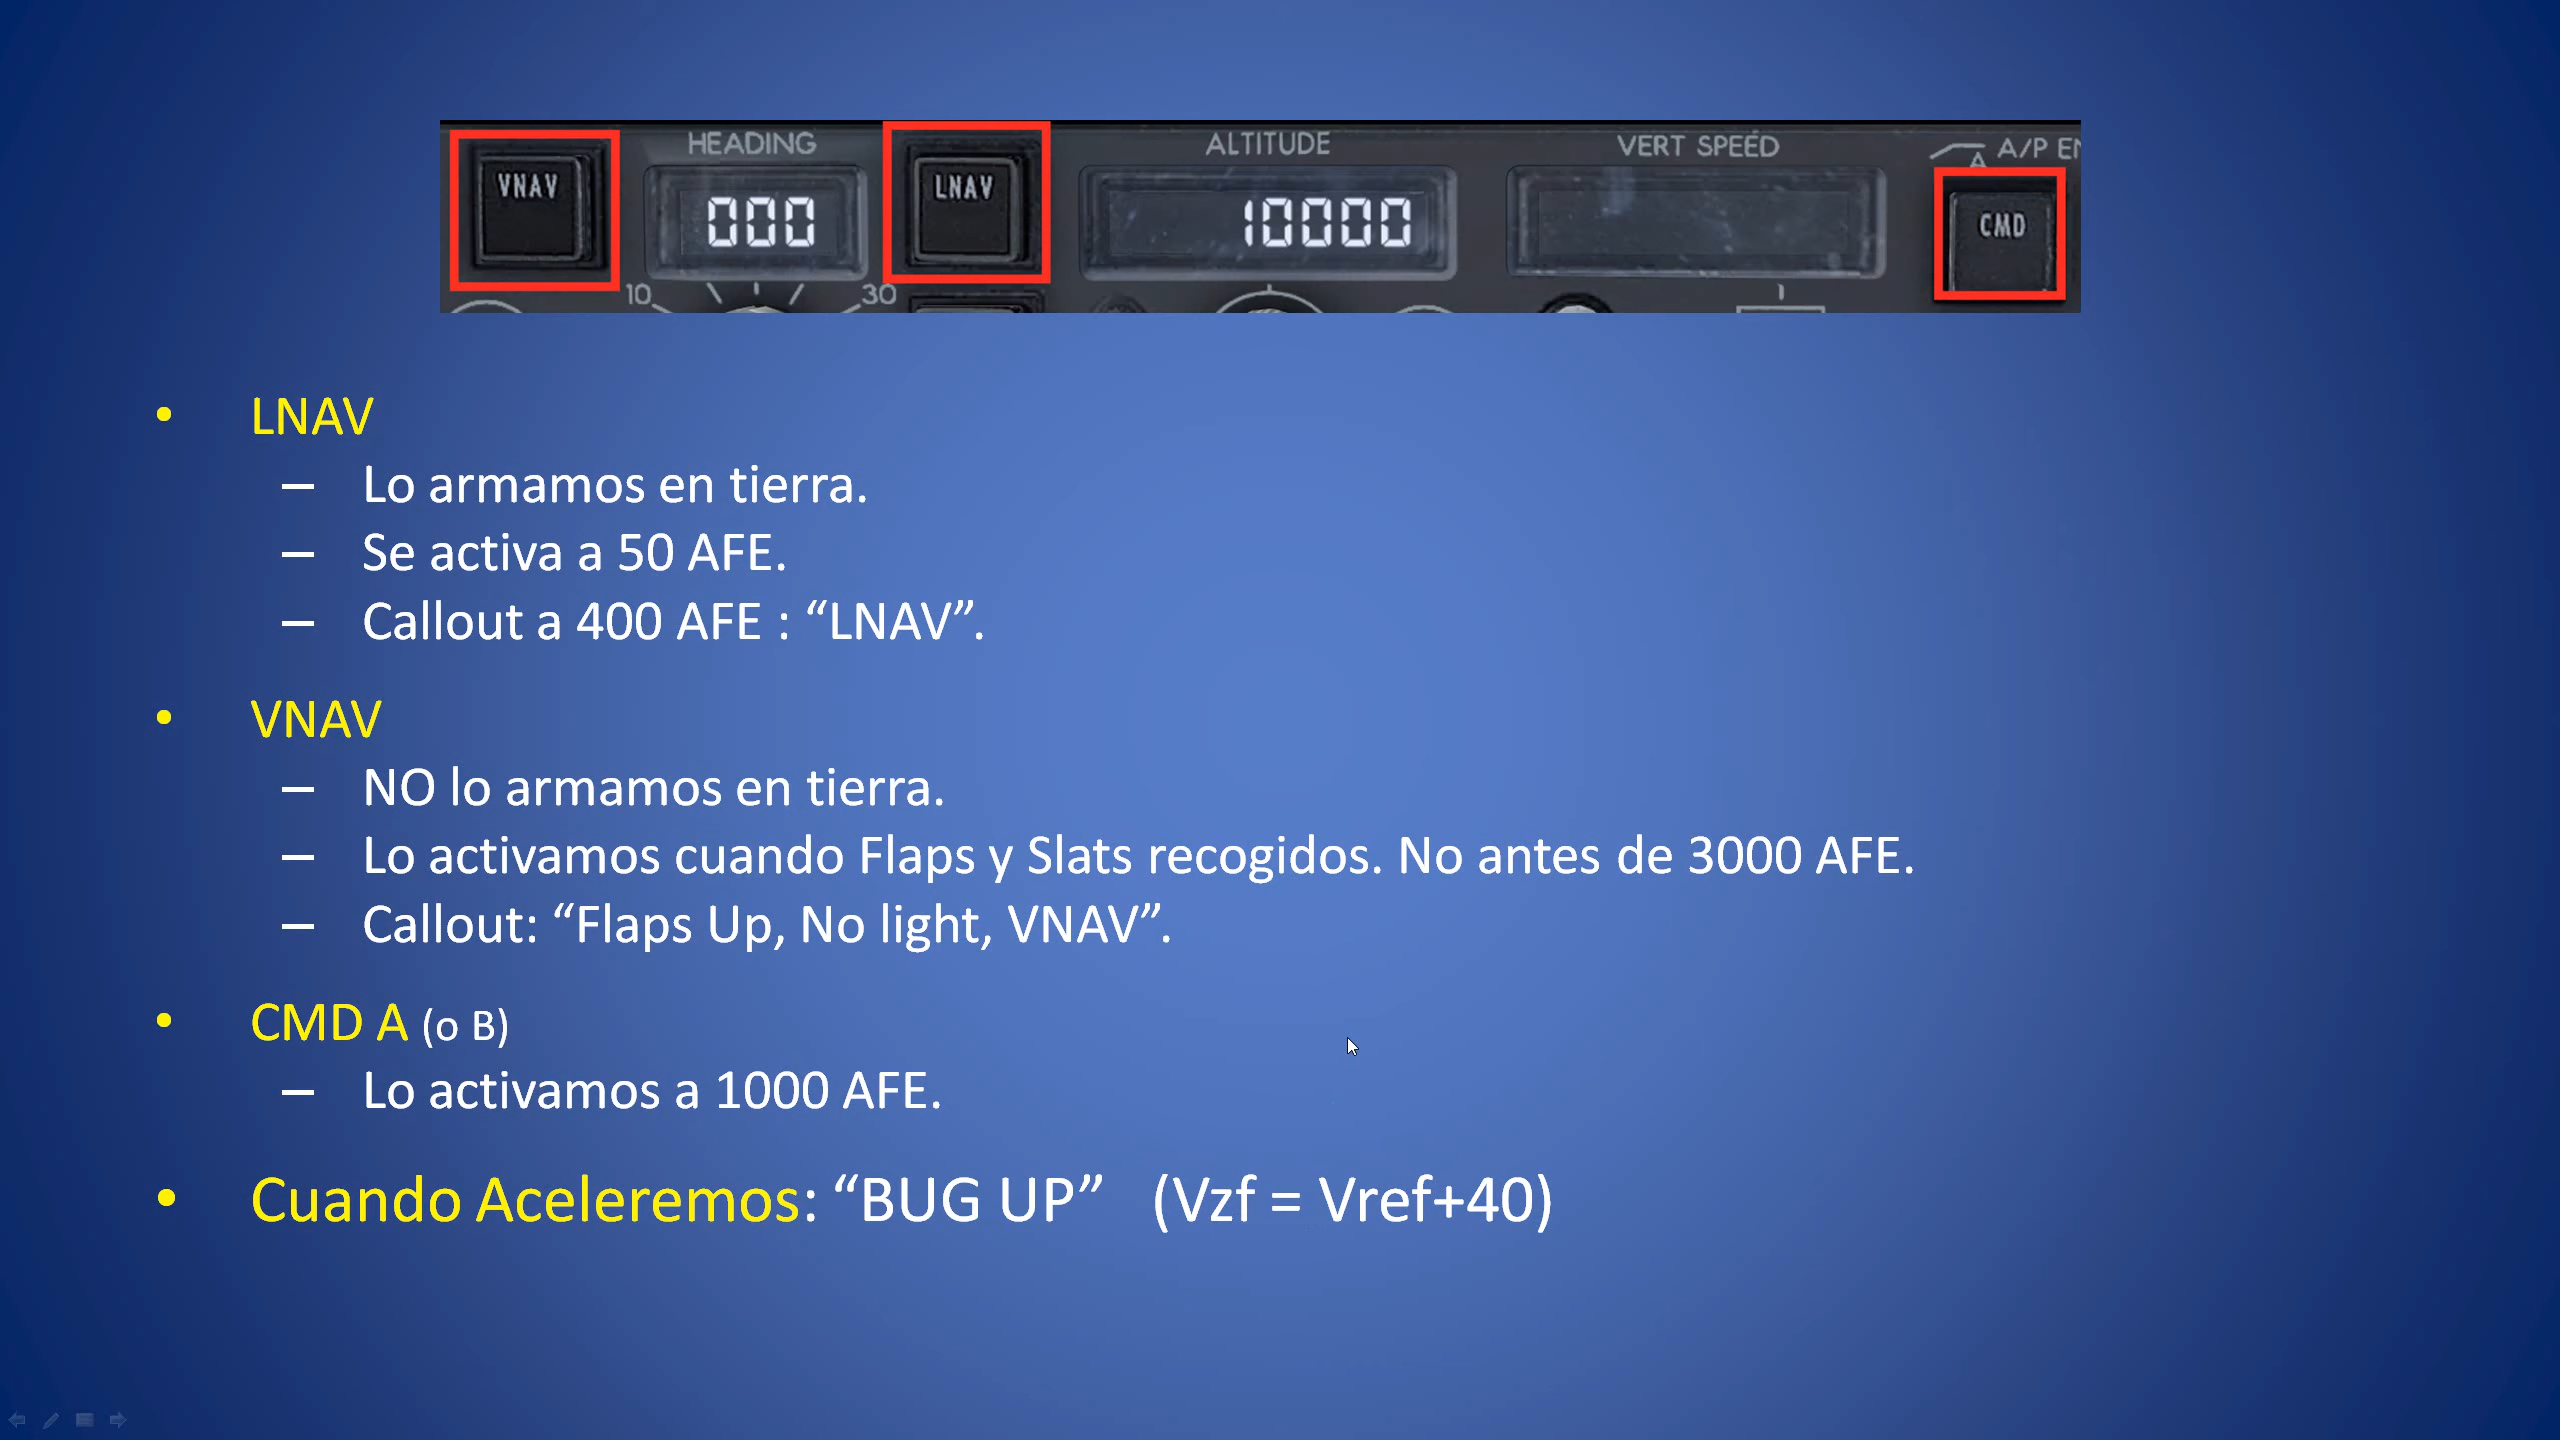 HEADING
ALTITUDE
VERT SPEED
A/P
VNAV
000
LNAV
10000
CMD
10
30
• LNAV
– Lo armamos en tierra.
– Se activa a 50 AFE.
– Callout a 400 AFE : “LNAV”.
• VNAV
– NO lo armamos en tierra.
– Lo activamos cuando Flaps y Slats recogidos. No antes de 3000 AFE.
– Callout: “Flaps Up, No light, VNAV”.
• CMD A (o B)
– Lo activamos a 1000 AFE.
• Cuando Aceleremos: “BUG UP” (Vzf = Vref+40)